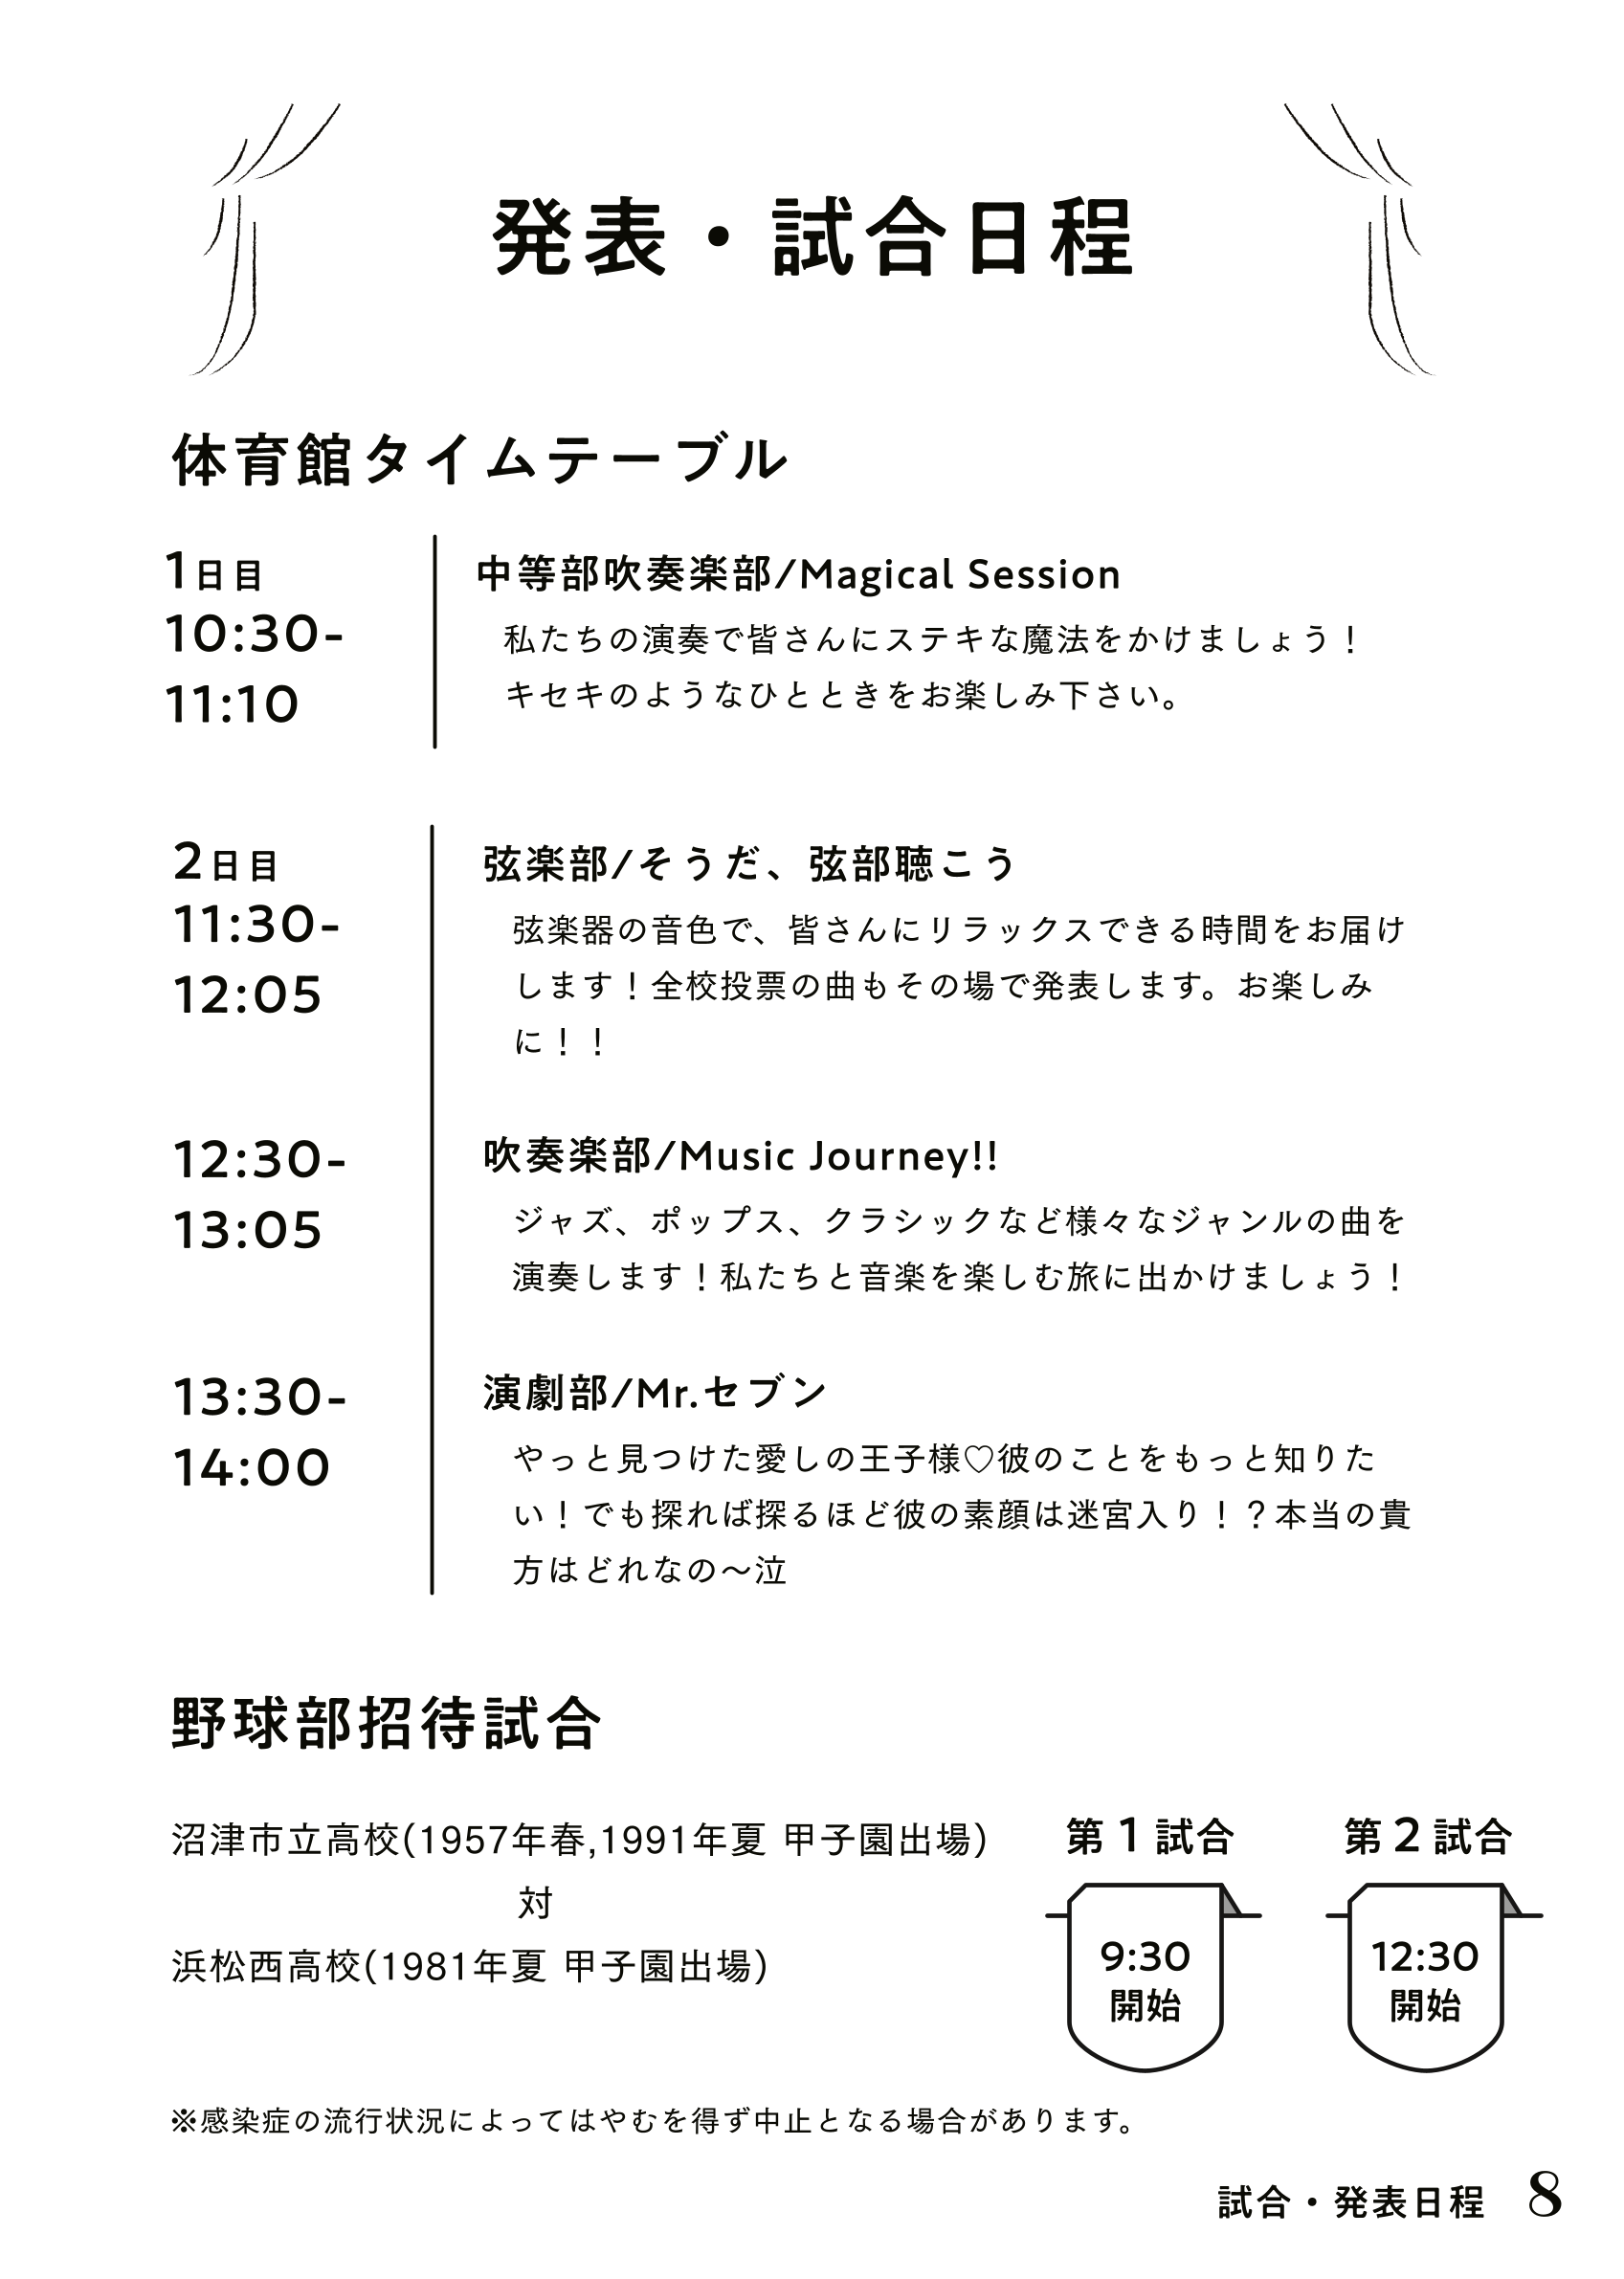 発表・試合日程
体育館タイムテーブル
1日目
10:30-
11:10
中等部吹奏楽部/Magical Session
私たちの演奏で皆さんにステキな魔法をかけましょう！
キセキのようなひとときをお楽しみ下さい。
2日目
11:30-
12:05
弦楽部/そうだ、弦部聴こう
弦楽器の音色で、皆さんにリラックスできる時間をお届け
します！全校投票の曲もその場で発表します。お楽しみ
に！！
12:30-
13:05
吹奏楽部/Music Journey!!
ジャズ、ポップス、クラシックなど様々なジャンルの曲を
演奏します！私たちと音楽を楽しむ旅に出かけましょう！
13:30-
14:00
演劇部/Mr.セブン
やっと見つけた愛しの王子様♡彼のことをもっと知りた
い！でも探れば探るほど彼の素顔は迷宮入り！？本当の貴
方はどれなの〜泣
野球部招待試合
沼津市立高校(1957年春,1991年夏 甲子園出場)
対
浜松西高校(1981年夏 甲子園出場)
第1試合
9:30
開始
第2試合
12:30
開始
※感染症の流行状況によってはやむを得ず中止となる場合があります。
試合・発表日程 8